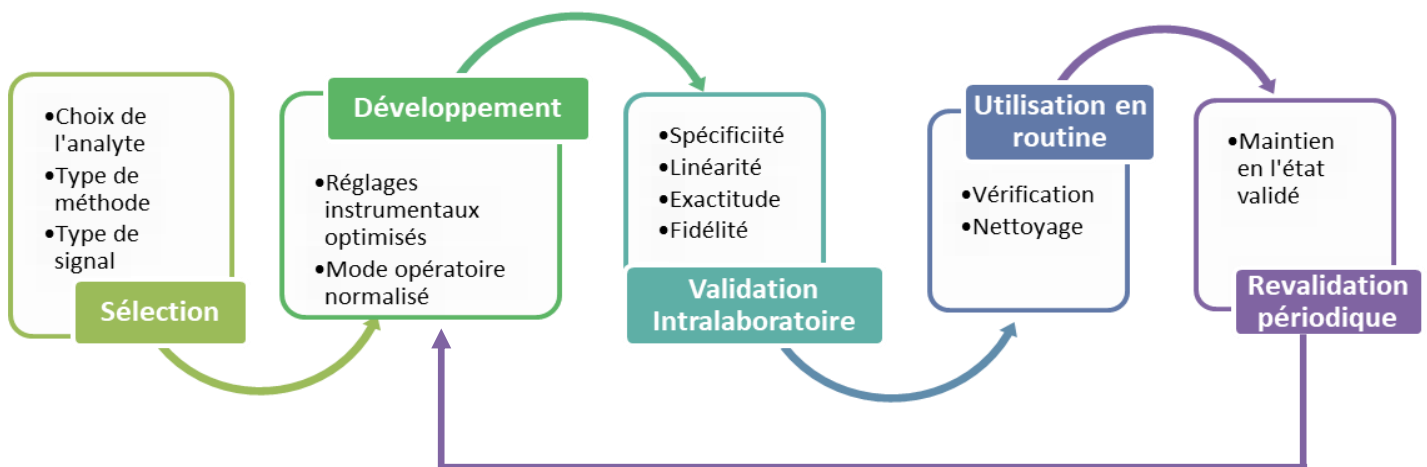 •Choix de
l'analyte
•Type de
méthode
•Type de
signal
Sélection
Développement
•Réglages
instrumentaux
optimisés
•Mode opératoire
normalisé
•Spécificiité
•Linéarité
•Exactitude
•Fidélité
Validation
Intralaboratoire
Utilisation en
routine
•Vérification
•Nettoyage
•Maintien
en l'état
validé
Revalidation
périodique